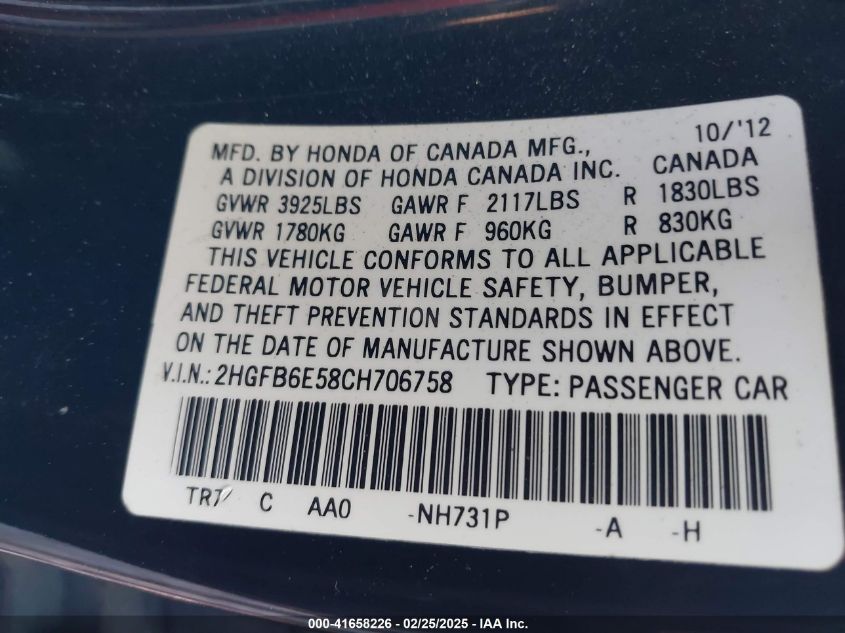 10/'12
MFD. BY HONDA OF CANADA MFG.,
A DIVISION OF HONDA CANADA INC. CANADA
GVWR 3925LBS GAWR F 2117LBS R 1830LBS
GVWR 1780KG GAWR F 960KG R 830KG
THIS VEHICLE CONFORMS TO ALL APPLICABLE
FEDERAL MOTOR VEHICLE SAFETY, BUMPER,
AND THEFT PREVENTION STANDARDS IN EFFECT
ON THE DATE OF MANUFACTURE SHOWN ABOVE.
V.I.N.: 2HGFB6E58CH706758 TYPE: PASSENGER CAR
TR7 C AA0 -NH731P -A -H
000-41658226 - 02/25/2025 - IAA Inc.